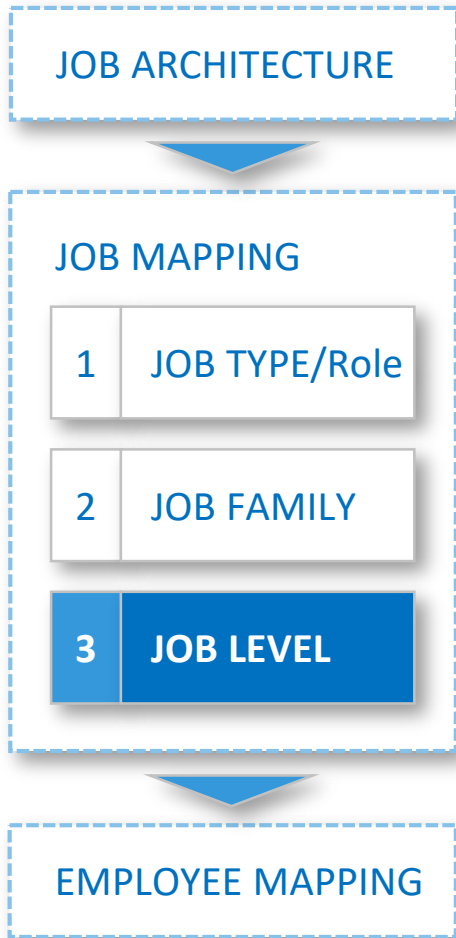 JOB ARCHITECTURE
JOB MAPPING
1 JOB TYPE/Role
2 JOB FAMILY
3 JOB LEVEL
EMPLOYEE MAPPING